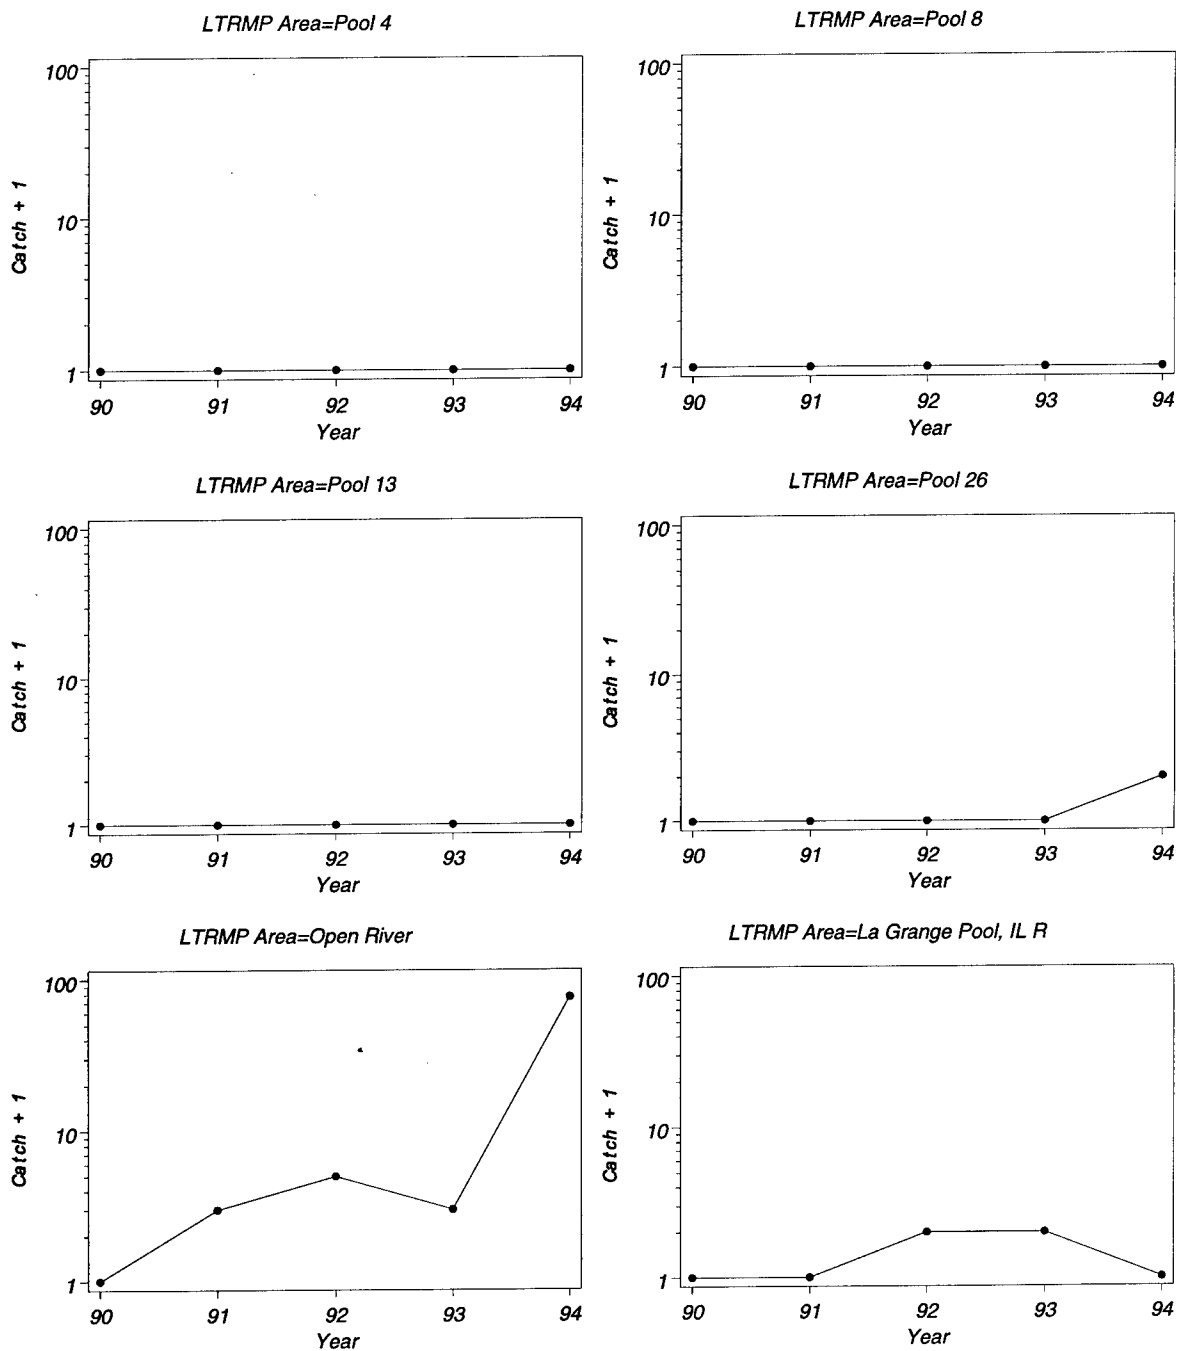 LTRMP Area=Pool 4
100
10
1
Catch + 1
90 91 92 93 94
Year
LTRMP Area=Pool 8
100
10
1
Catch + 1
90 91 92 93 94
Year
LTRMP Area=Pool 13
100
10
1
Catch + 1
90 91 92 93 94
Year
LTRMP Area=Pool 26
100
10
1
Catch + 1
90 91 92 93 94
Year
LTRMP Area=Open River
100
10
1
Catch + 1
90 91 92 93 94
Year
LTRMP Area=La Grange Pool, IL R
100
10
1
Catch + 1
90 91 92 93 94
Year